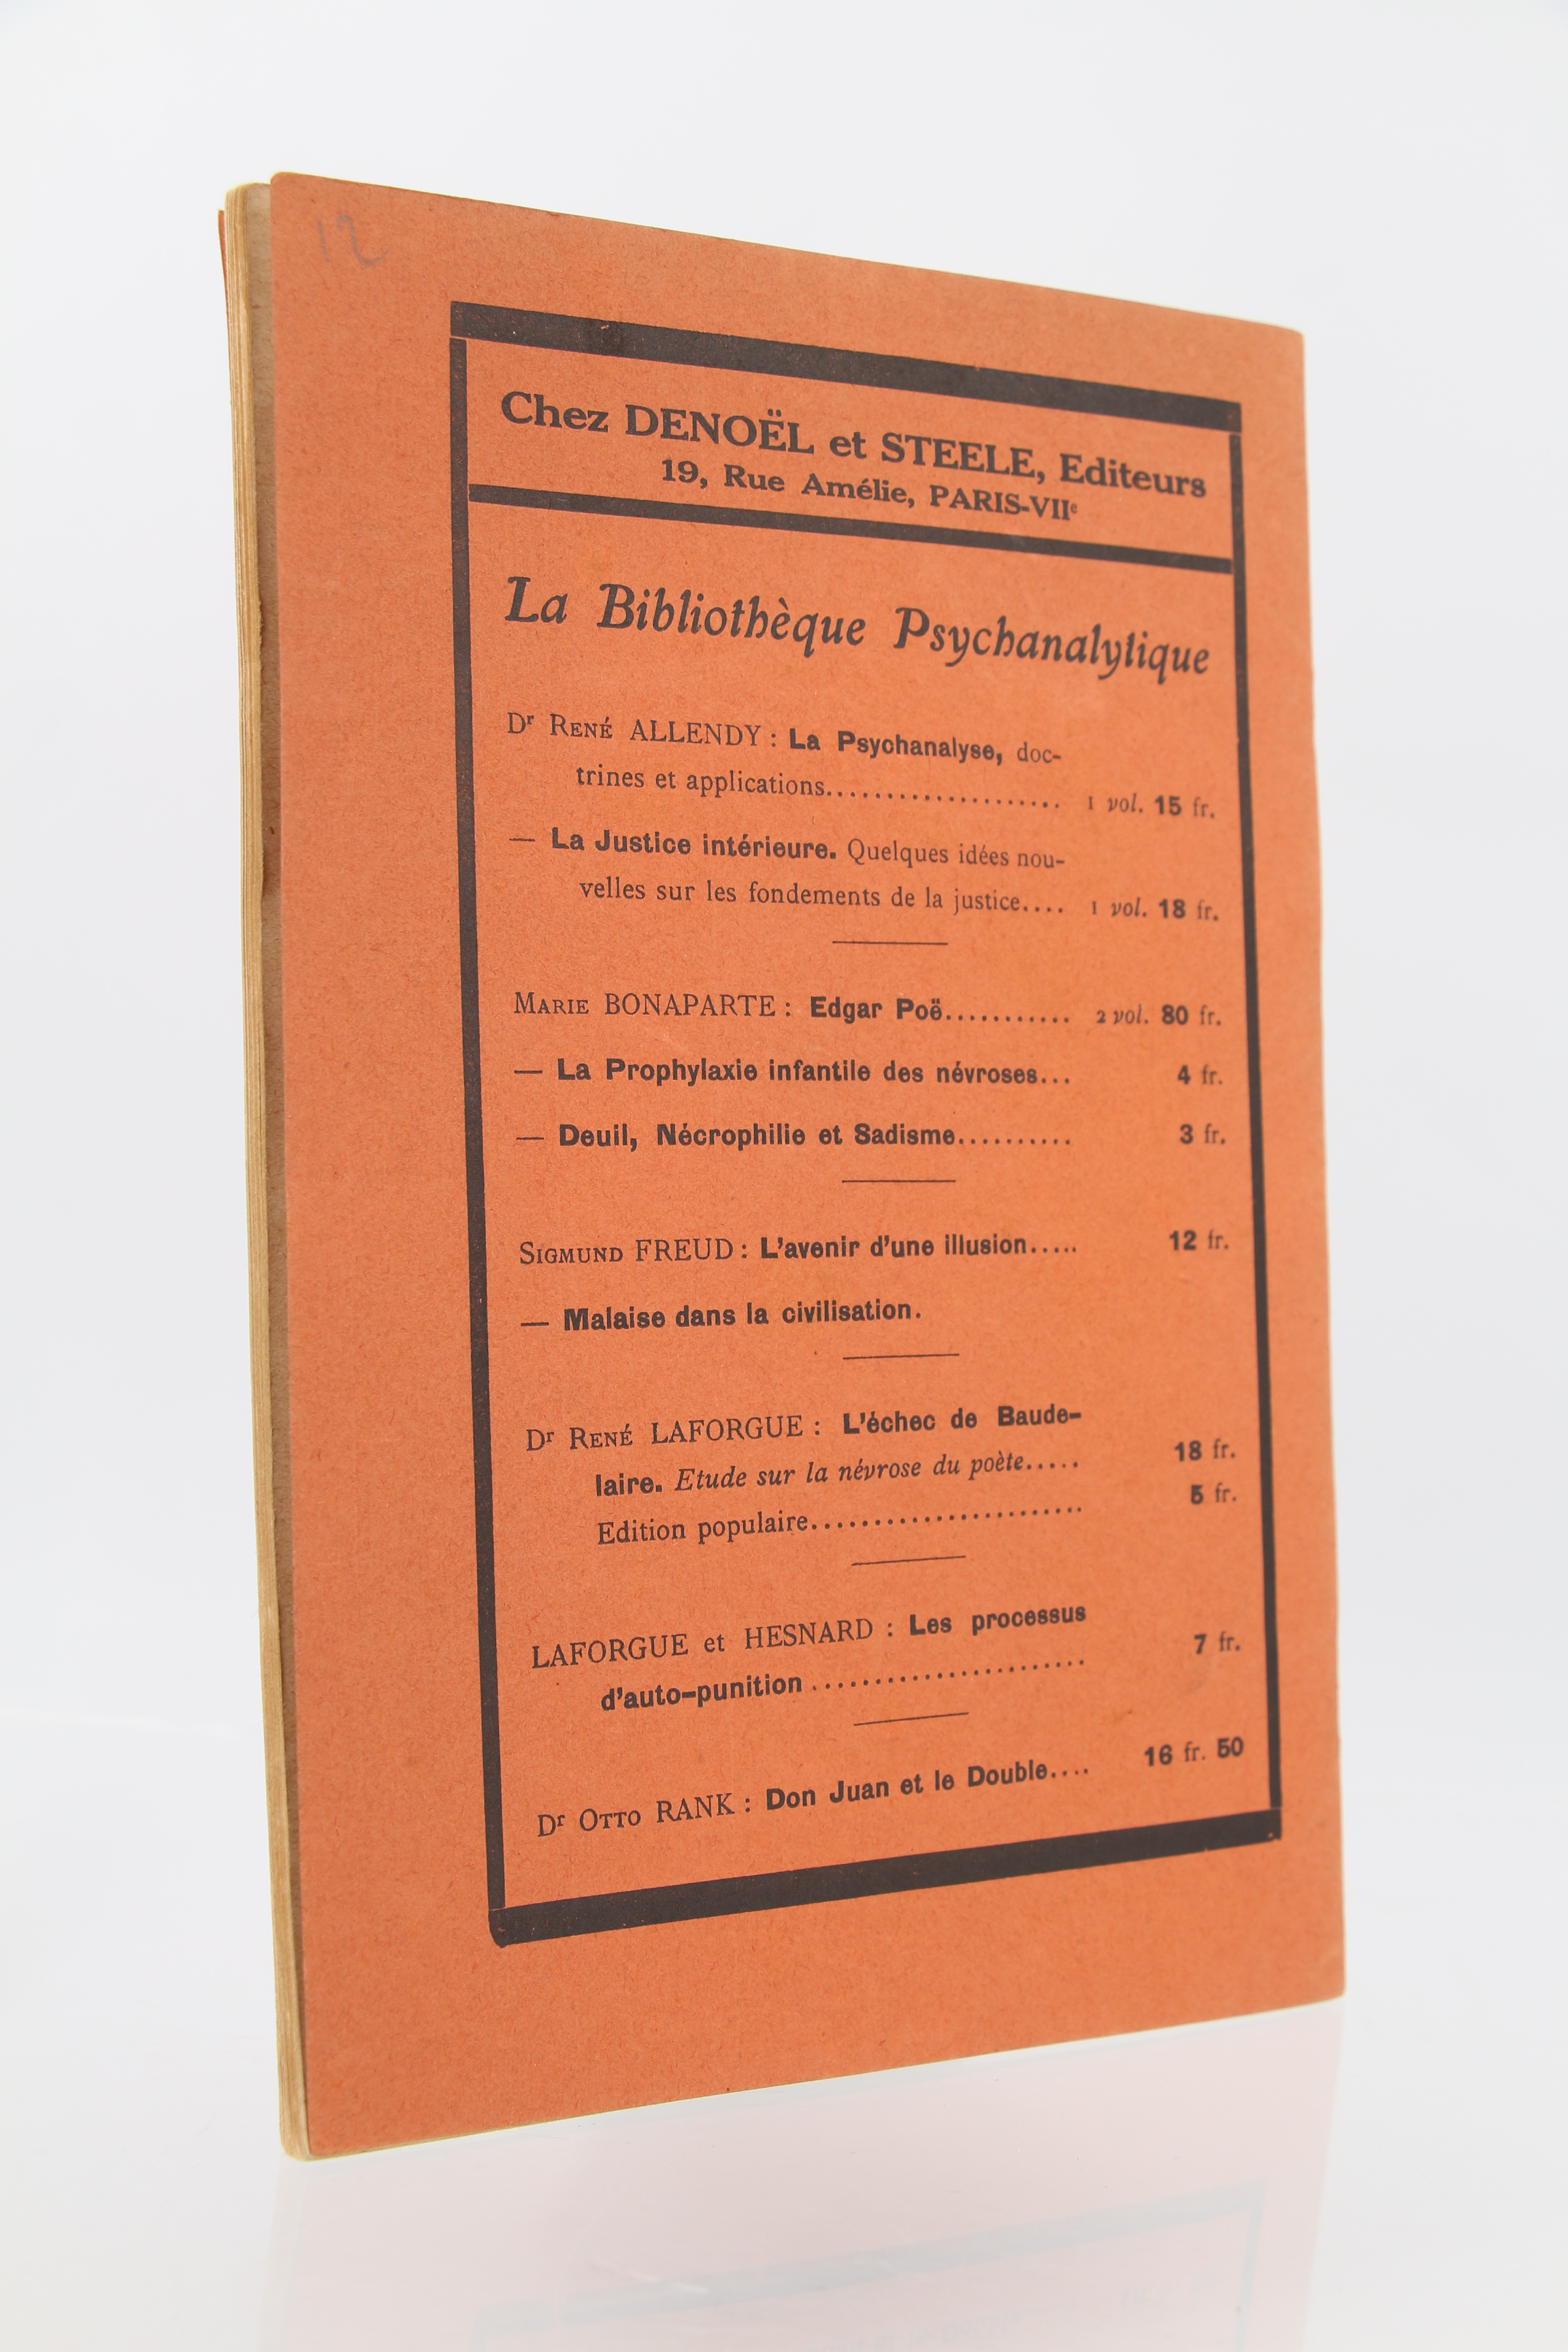 12
Chez DENOËL et STEELE, Editeurs
19, Rue Amélie, PARIS-VIIe
La Bibliothèque Psychanalytique
Dr RENÉ ALLENDY : La Psychanalyse, doc-
trines et applications.................... 1 vol. 15 fr.
— La Justice intérieure. Quelques idées nou-
velles sur les fondements de la justice.... 1 vol. 18 fr.
MARIE BONAPARTE : Edgar Poë........... 2 vol. 80 fr.
— La Prophylaxie infantile des névroses... 4 fr.
— Deuil, Nécrophilie et Sadisme.......... 3 fr.
SIGMUND FREUD : L'avenir d'une illusion..... 12 fr.
— Malaise dans la civilisation.
Dr RENÉ LAFORGUE : L'échec de Baude-
laire. Etude sur la névrose du poète..... 18 fr.
Edition populaire....................... 5 fr.
LAFORGUE et HESNARD : Les processus
d'auto-punition ....................... 7 fr.
Dr OTTO RANK : Don Juan et le Double.... 16 fr. 50